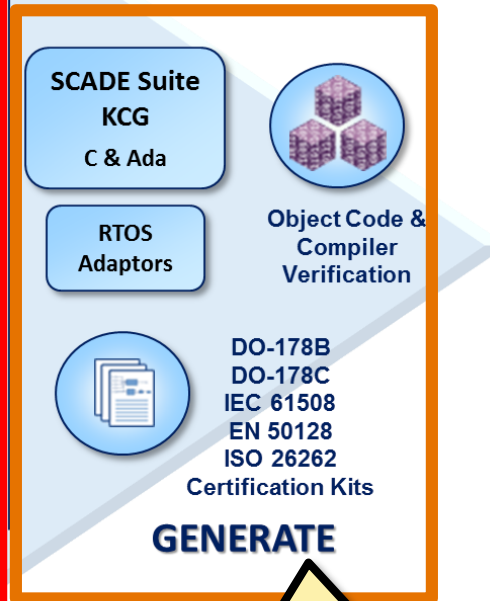 SCADE Suite
KCG
C & Ada
Object Code &
Compiler
Verification
RTOS
Adaptors
DO-178B
DO-178C
IEC 61508
EN 50128
ISO 26262
Certification Kits
GENERATE